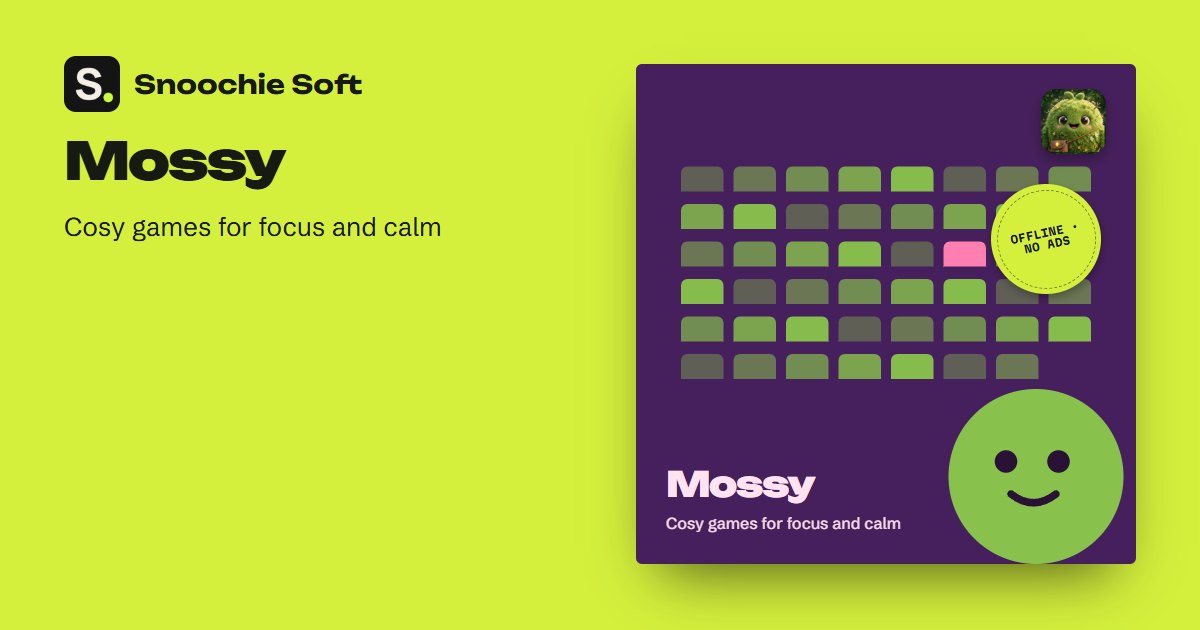 S.
Snoochie Soft
Mossy
Cosy games for focus and calm
OFFLINE ·
NO ADS
Mossy
Cosy games for focus and calm